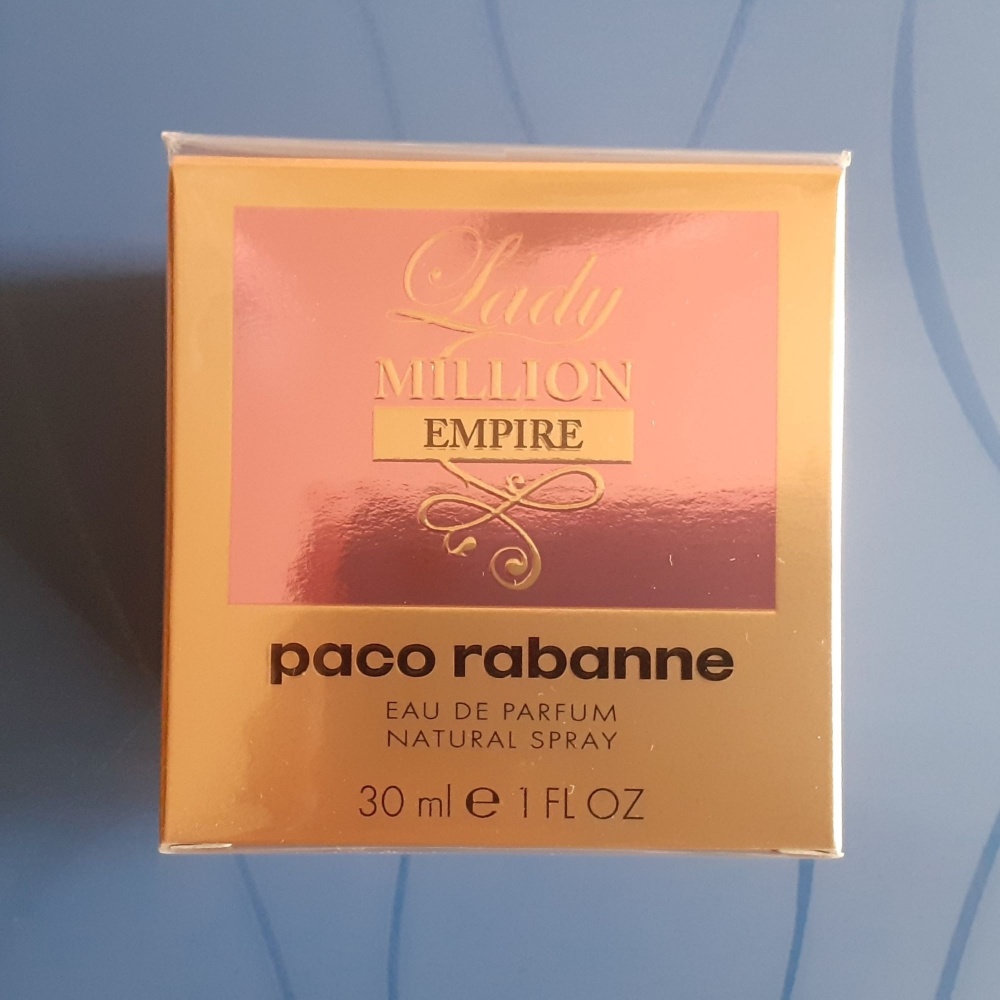 Lady
MILLION
EMPIRE
paco rabanne
EAU DE PARFUM
NATURAL SPRAY
30 ml ℮ 1 FL OZ